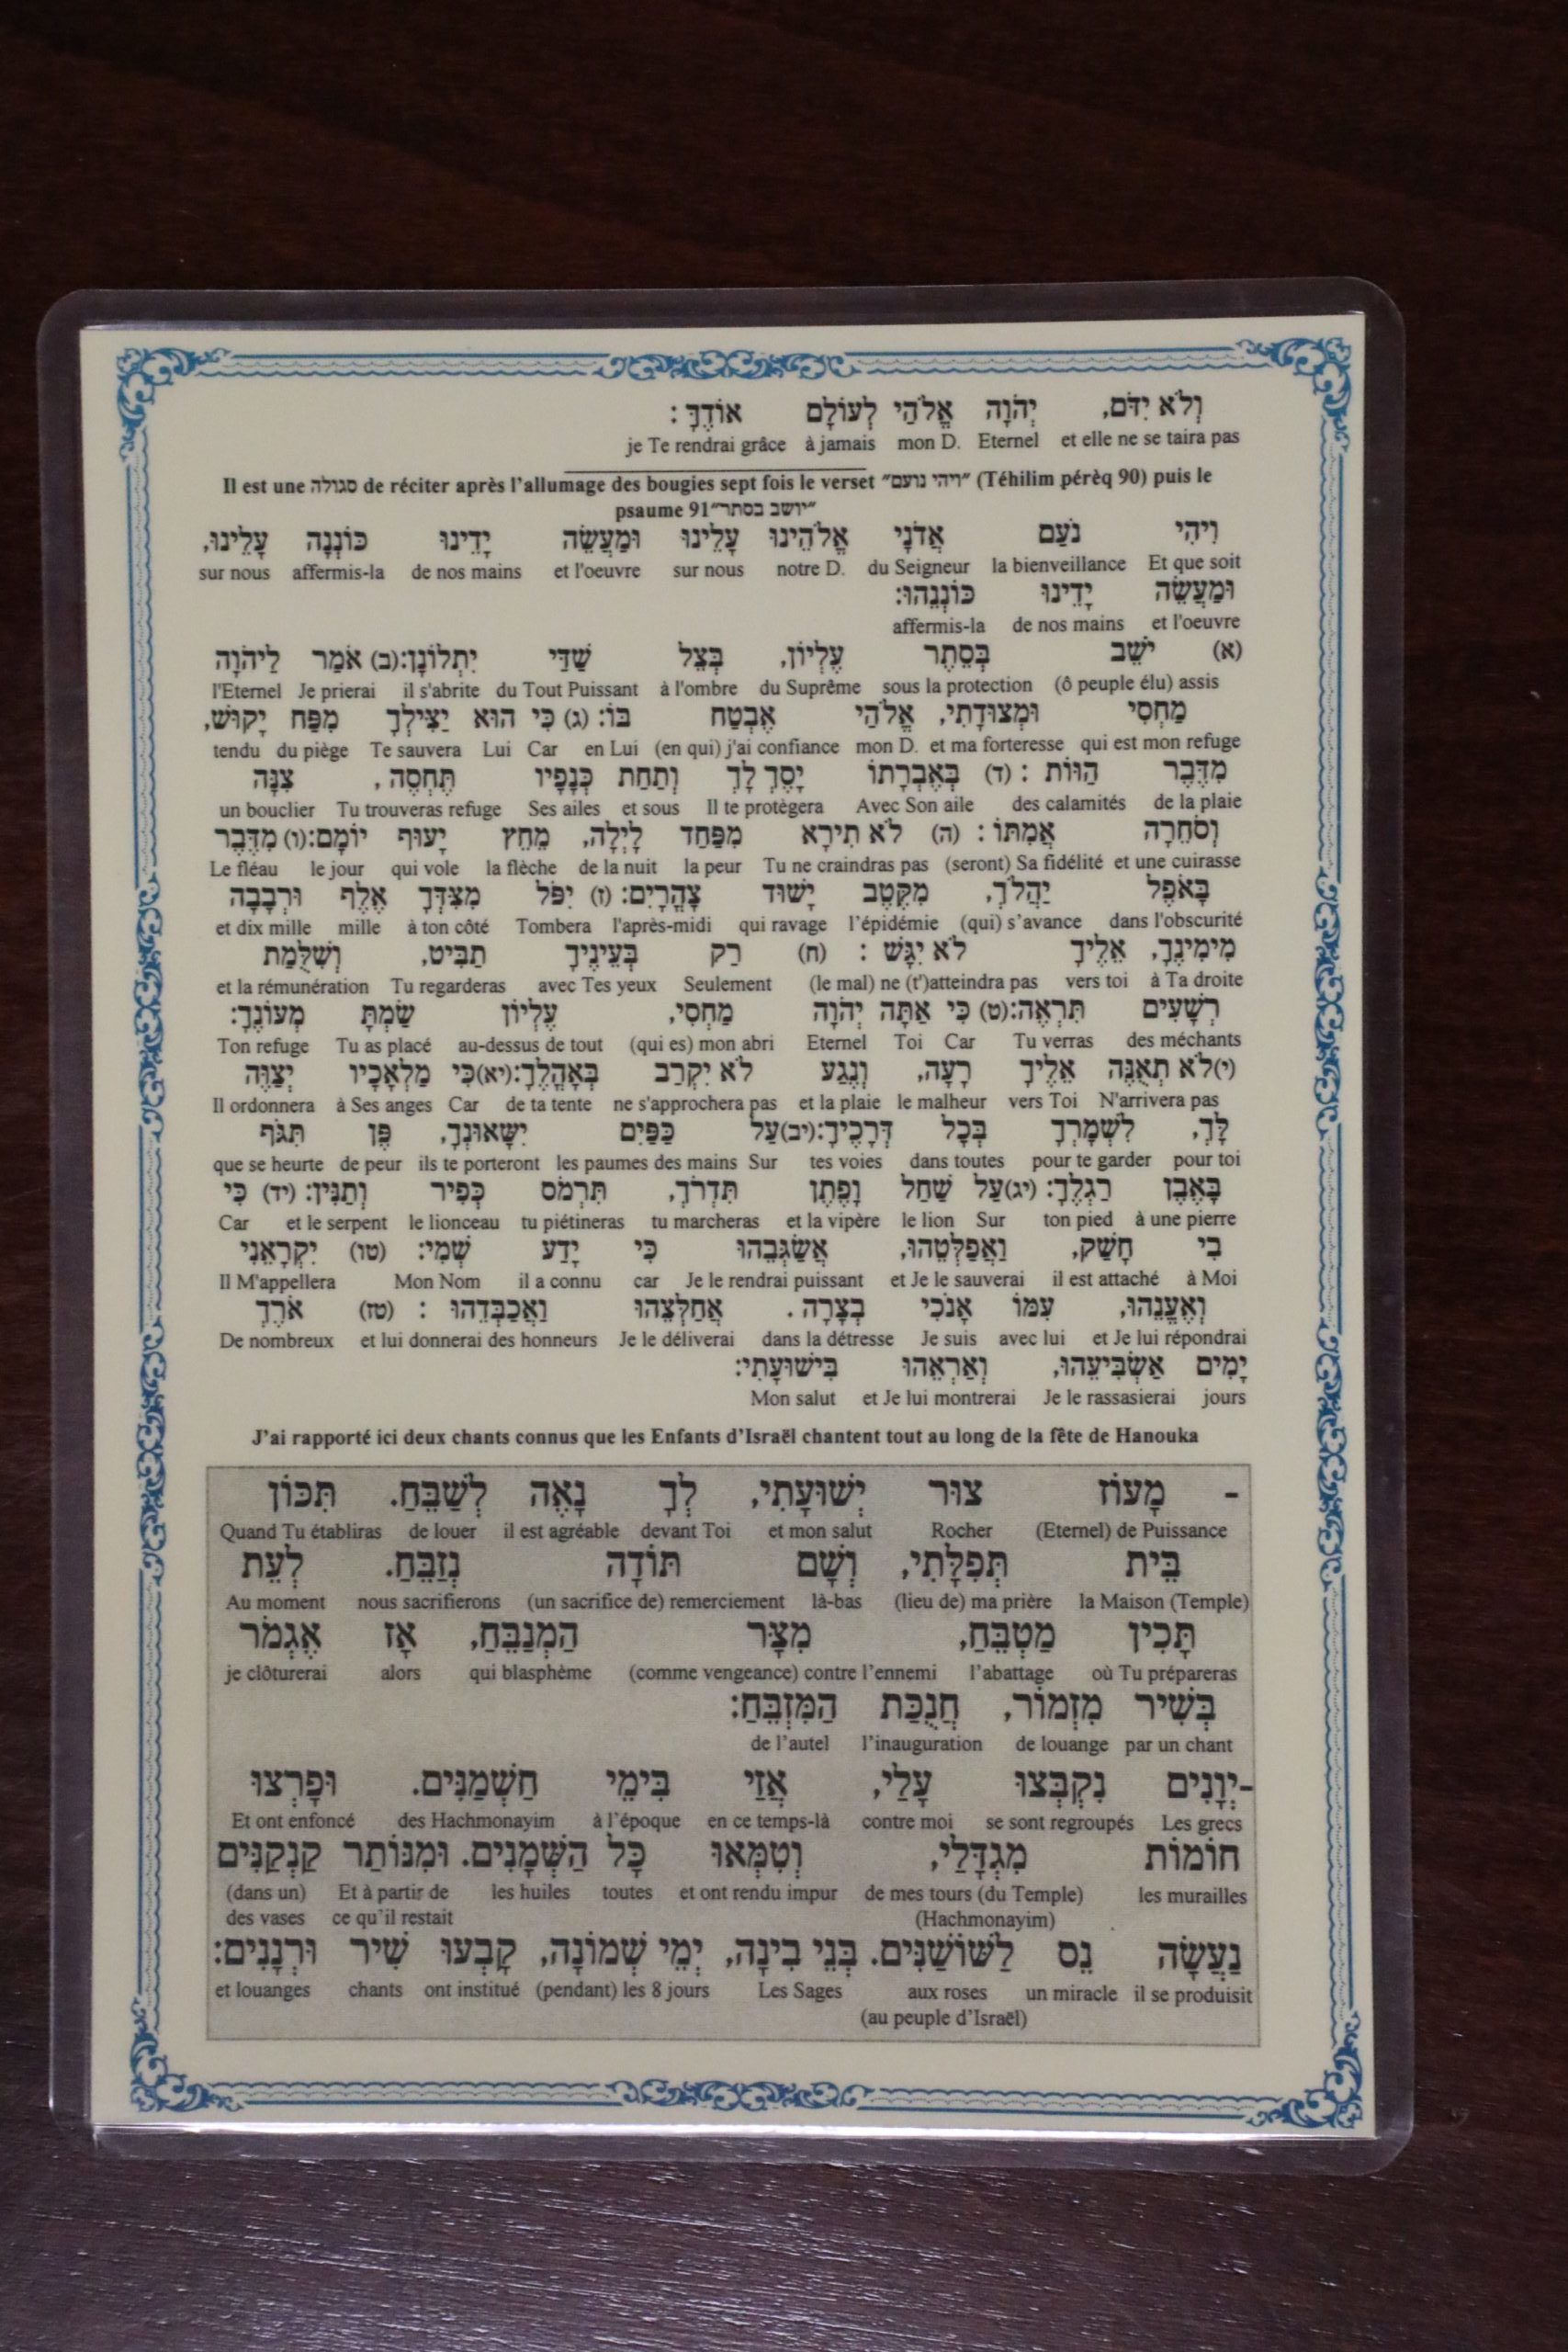 וְלֹא יִדֹּם, יְהֹוָה אֱלֹהַי לְעוֹלָם אוֹדֶךָּ :
je Te rendrai grâce à jamais mon D. Eternel et elle ne se taira pas
Il est une סגולה de réciter après l’allumage des bougies sept fois le verset "ויהי נועם" (Téhilim pérèq 90) puis le
psaume 91"יושב בסתר"
וִיהִי נֹעַם אֲדֹנָי אֱלֹהֵינוּ עָלֵינוּ וּמַעֲשֵׂה יָדֵינוּ כּוֹנְנָה עָלֵינוּ,
sur nous affermis-la de nos mains et l'oeuvre sur nous notre D. du Seigneur la bienveillance Et que soit
וּמַעֲשֵׂה יָדֵינוּ כּוֹנְנֵהוּ:
affermis-la de nos mains et l'oeuvre
(א) יֹשֵׁב בְּסֵתֶר עֶלְיוֹן, בְּצֵל שַׁדַּי יִתְלוֹנָן:(ב) אֹמַר לַיהֹוָה
l'Eternel Je prierai il s'abrite du Tout Puissant à l'ombre du Suprême sous la protection (ô peuple élu) assis
מַחְסִי וּמְצוּדָתִי, אֱלֹהַי אֶבְטַח בּוֹ: (ג) כִּי הוּא יַצִּילְךָ מִפַּח יָקוּשׁ,
tendu du piège Te sauvera Lui Car en Lui (en qui) j'ai confiance mon D. et ma forteresse qui est mon refuge
מִדֶּבֶר הַוּוֹת : (ד) בְּאֶבְרָתוֹ יָסֶךְ לָךְ וְתַחַת כְּנָפָיו תֶּחְסֶה , צִנָּה
un bouclier Tu trouveras refuge Ses ailes et sous Il te protègera Avec Son aile des calamités de la plaie
וְסֹחֵרָה אֲמִתּוֹ : (ה) לֹא תִירָא מִפַּחַד לָיְלָה, מֵחֵץ יָעוּף יוֹמָם:(ו) מִדֶּבֶר
Le fléau le jour qui vole la flèche de la nuit la peur Tu ne craindras pas (seront) Sa fidélité et une cuirasse
בָּאֹפֶל יַהֲלֹךְ, מִקֶּטֶב יָשׁוּד צָהֳרָיִם: (ז) יִפֹּל מִצִּדְּךָ אֶלֶף וּרְבָבָה
et dix mille mille à ton côté Tombera l'après-midi qui ravage l’épidémie (qui) s’avance dans l'obscurité
מִימִינֶךָ, אֵלֶיךָ לֹא יִגָּשׁ : (ח) רַק בְּעֵינֶיךָ תַבִּיט, וְשִׁלֻּמַת
et la rémunération Tu regarderas avec Tes yeux Seulement (le mal) ne (t')atteindra pas vers toi à Ta droite
רְשָׁעִים תִּרְאֶה:(ט) כִּי אַתָּה יְהֹוָה מַחְסִי, עֶלְיוֹן שַׂמְתָּ מְעוֹנֶךָ:
Ton refuge Tu as placé au-dessus de tout (qui es) mon abri Eternel Toi Car Tu verras des méchants
(י)לֹא תְאֻנֶּה אֵלֶיךָ רָעָה, וְנֶגַע לֹא יִקְרַב בְּאָהֳלֶךָ:(יא)כִּי מַלְאָכָיו יְצַוֶּה
Il ordonnera à Ses anges Car de ta tente ne s'approchera pas et la plaie le malheur vers Toi N'arrivera pas
לָּךְ, לִשְׁמָרְךָ בְּכָל דְּרָכֶיךָ:(יב)עַל כַּפַּיִם יִשָּׂאוּנְךָ, פֶּן תִּגֹּף
que se heurte de peur ils te porteront les paumes des mains Sur tes voies dans toutes pour te garder pour toi
בָּאֶבֶן רַגְלֶךָ: (יג)עַל שַׁחַל וָפֶתֶן תִּדְרֹךְ, תִּרְמֹס כְּפִיר וְתַנִּין: (יד) כִּי
Car et le serpent le lionceau tu piétineras tu marcheras et la vipère le lion Sur ton pied à une pierre
בִי חָשַׁק, וַאֲפַלְּטֵהוּ, אֲשַׂגְּבֵהוּ כִּי יָדַע שְׁמִי: (טו) יִקְרָאֵנִי
Il M'appellera Mon Nom il a connu car Je le rendrai puissant et Je le sauverai il est attaché à Moi
וְאֶעֱנֵהוּ, עִמּוֹ אָנֹכִי בְצָרָה . אֲחַלְּצֵהוּ וַאֲכַבְּדֵהוּ : (טז) אֹרֶךְ
De nombreux et lui donnerai des honneurs Je le déliverai dans la détresse Je suis avec lui et Je lui répondrai
יָמִים אַשְׂבִּיעֵהוּ, וְאַרְאֵהוּ בִּישׁוּעָתִי:
Mon salut et Je lui montrerai Je le rassasierai jours
J’ai rapporté ici deux chants connus que les Enfants d’Israël chantent tout au long de la fête de Hanouka
- מָעוֹז צוּר יְשׁוּעָתִי, לְךָ נָאֶה לְשַׁבֵּחַ. תִּכּוֹן
Quand Tu établiras de louer il est agréable devant Toi et mon salut Rocher (Eternel) de Puissance
בֵּית תְּפִלָּתִי, וְשָׁם תּוֹדָה נְזַבֵּחַ. לְעֵת
Au moment nous sacrifierons (un sacrifice de) remerciement là-bas (lieu de) ma prière la Maison (Temple)
תָּכִין מַטְבֵּחַ, מִצָּר הַמְנַבֵּחַ, אָז אֶגְמֹר
je clôturerai alors qui blasphème (comme vengeance) contre l’ennemi l’abattage où Tu prépareras
בְּשִׁיר מִזְמוֹר, חֲנֻכַּת הַמִּזְבֵּחַ:
de l’autel l’inauguration de louange par un chant
-יְוָנִים נִקְבְּצוּ עָלַי, אֲזַי בִּימֵי חַשְׁמַנִּים. וּפָרְצוּ
Et ont enfoncé des Hachmonayim à l’époque en ce temps-là contre moi se sont regroupés Les grecs
חוֹמוֹת מִגְדָּלַי, וְטִמְּאוּ כָּל הַשְּׁמָנִים. וּמִנּוֹתַר קַנְקַנִּים
(dans un) Et à partir de les huiles toutes et ont rendu impur de mes tours (du Temple) les murailles
des vases ce qu’il restait (Hachmonayim)
נַעֲשָׂה נֵס לַשּׁוֹשַׁנִּים. בְּנֵי בִינָה, יְמֵי שְׁמוֹנָה, קָבְעוּ שִׁיר וּרְנָנִים:
et louanges chants ont institué (pendant) les 8 jours Les Sages aux roses un miracle il se produisit
(au peuple d’Israël)